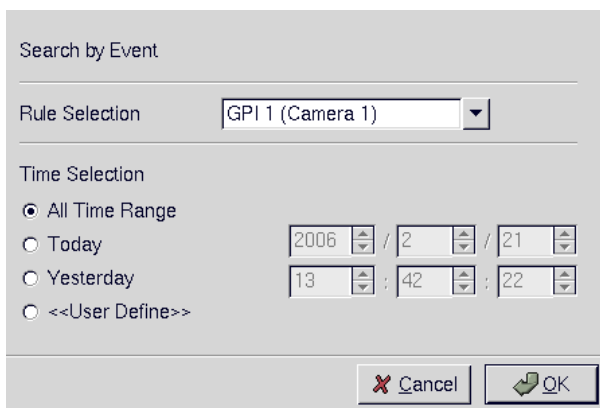 Search by Event
Rule Selection GPI 1 (Camera 1)
Time Selection
All Time Range
Today 2006 / 2 / 21
Yesterday 13 : 42 : 22
<<User Define>>
Cancel OK